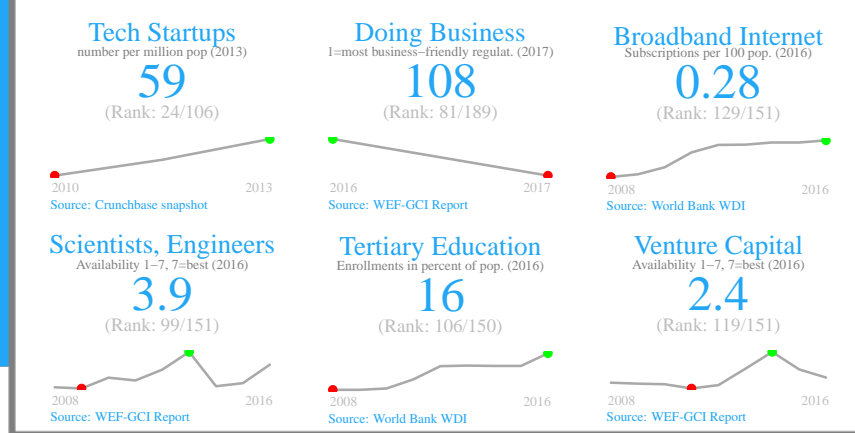 Tech Startups
number per million pop (2013)
59
(Rank: 24/106)
2010 2013
Source: Crunchbase snapshot
Doing Business
1=most business−friendly regulat. (2017)
108
(Rank: 81/189)
2016 2017
Source: WEF-GCI Report
Broadband Internet
Subscriptions per 100 pop. (2016)
0.28
(Rank: 129/151)
2008 2016
Source: World Bank WDI
Scientists, Engineers
Availability 1−7, 7=best (2016)
3.9
(Rank: 99/151)
2008 2016
Source: WEF-GCI Report
Tertiary Education
Enrollments in percent of pop. (2016)
16
(Rank: 106/150)
2008 2016
Source: World Bank WDI
Venture Capital
Availability 1−7, 7=best (2016)
2.4
(Rank: 119/151)
2008 2016
Source: WEF-GCI Report